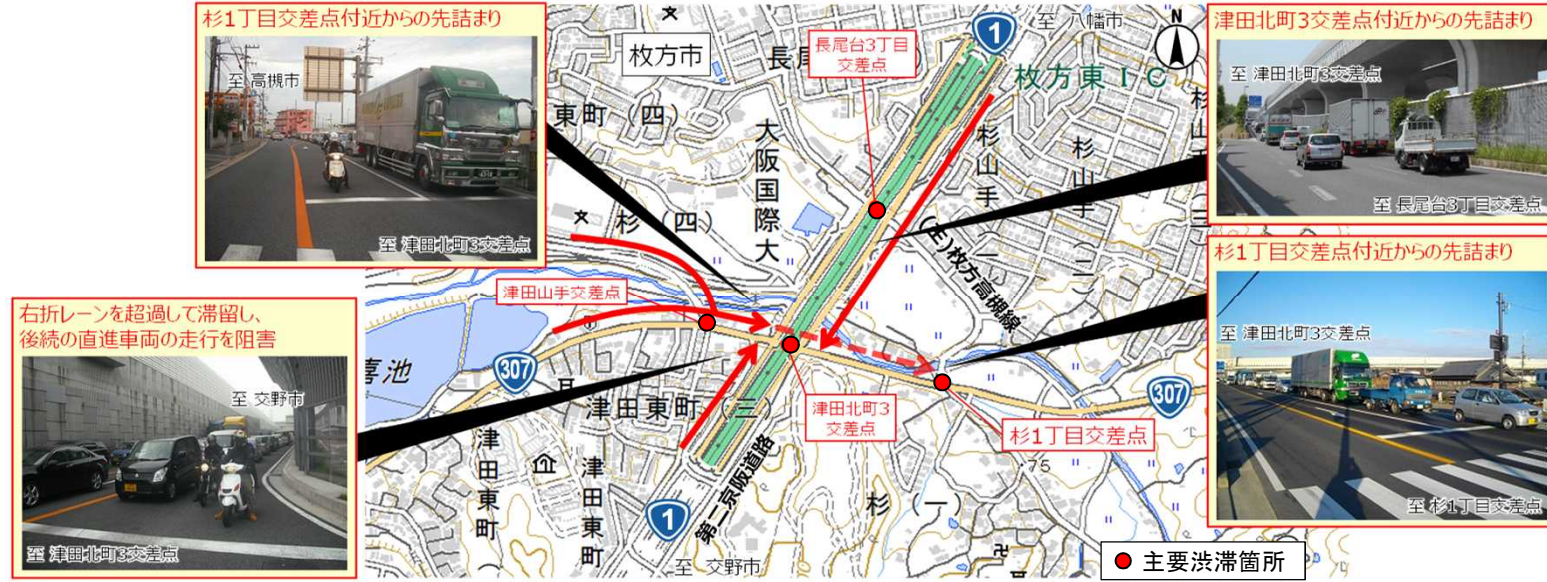 杉1丁目交差点付近からの先詰まり
至 高槻市
至 津田北町3交差点
右折レーンを超過して滞留し、
後続の直進車両の走行を阻害
至 交野市
至 津田北町3交差点
枚方市
長尾台3丁目
交差点
1
至 八幡市
N
枚方東IC
東町(四)
大阪国際大
杉(四)
杉山手一
杉山手二
杉山手三
(主)枚方高槻線
津田山手交差点
喜池
307
津田東町(三)
津田北町3
交差点
杉1丁目交差点
307
津田東町
津田東町
75
杉(一)
第二京阪道路
1
至 交野市
主要渋滞箇所
津田北町3交差点付近からの先詰まり
至 津田北町3交差点
至 長尾台3丁目交差点
杉1丁目交差点付近からの先詰まり
至 津田北町3交差点
至 杉1丁目交差点